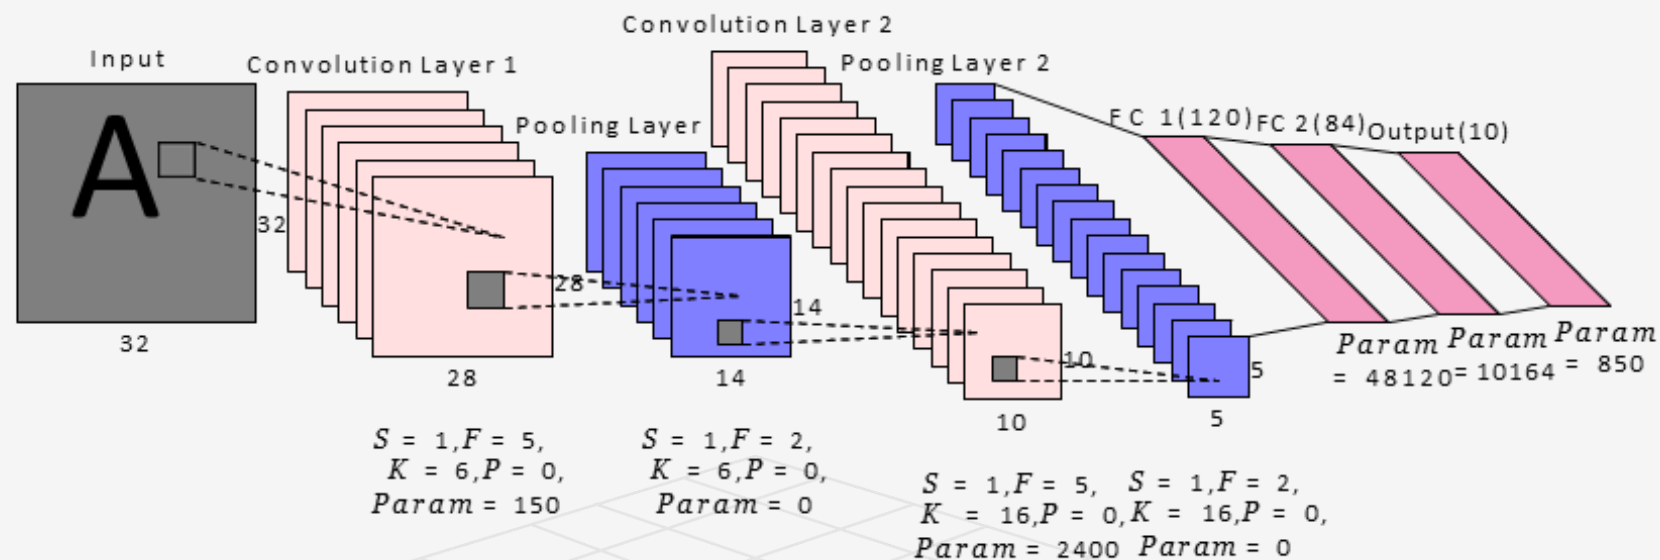 Input
A
32
32
Convolution Layer 1
28
28
S = 1, F = 5,
K = 6, P = 0,
Param = 150
Pooling Layer
14
14
S = 1, F = 2,
K = 6, P = 0,
Param = 0
Convolution Layer 2
10
10
S = 1, F = 5,
K = 16, P = 0,
Param = 2400
Pooling Layer 2
5
5
S = 1, F = 2,
K = 16, P = 0,
Param = 0
FC 1(120)
Param
= 48120
FC 2(84)
Param
= 10164
Output(10)
Param
= 850